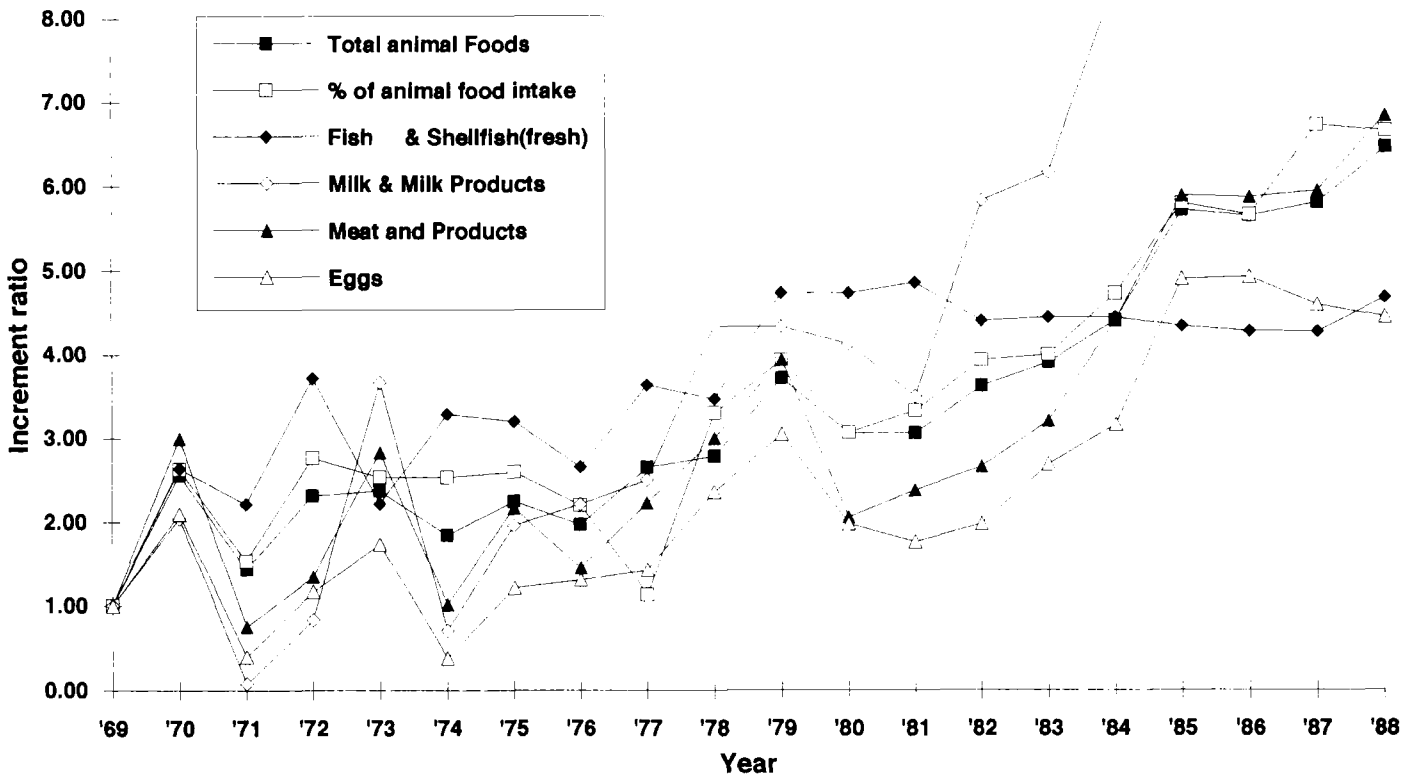 8.00
7.00
6.00
5.00
4.00
3.00
2.00
1.00
0.00
Increment ratio
Total animal Foods
% of animal food intake
Fish & Shellfish(fresh)
Milk & Milk Products
Meat and Products
Eggs
'69 '70 '71 '72 '73 '74 '75 '76 '77 '78 '79 '80 '81 '82 '83 '84 '85 '86 '87 '88
Year